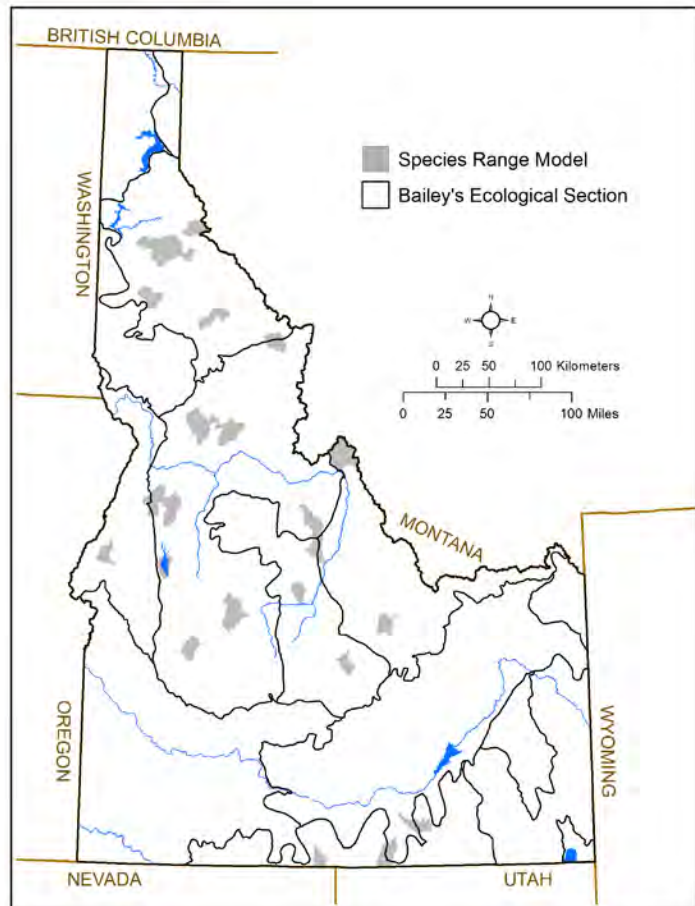 BRITISH COLUMBIA
WASHINGTON
Species Range Model
Bailey's Ecological Section
N
W E
S
0 25 50 100 Kilometers
0 25 50 100 Miles
MONTANA
OREGON
WYOMING
NEVADA
UTAH